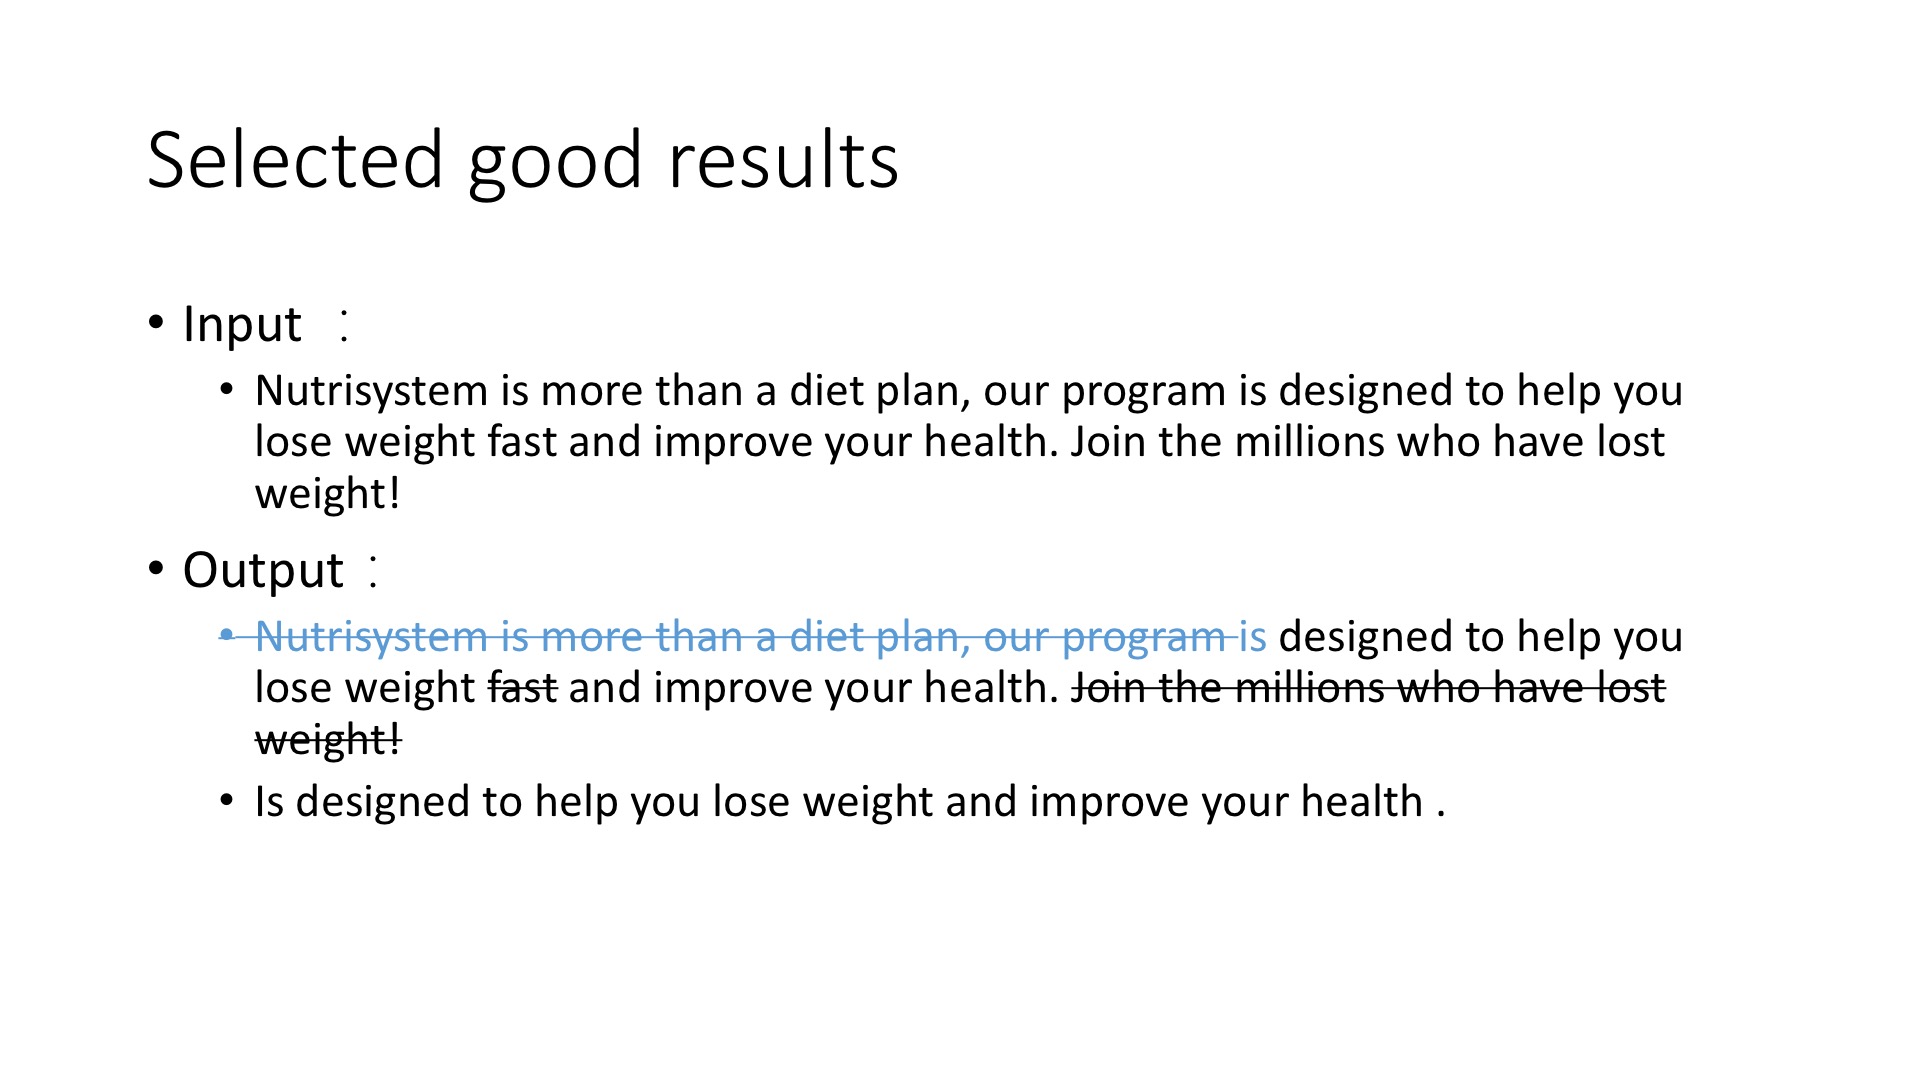 Selected good results
• Input :
• Nutrisystem is more than a diet plan, our program is designed to help you
lose weight fast and improve your health. Join the millions who have lost
weight!
• Output :
• Nutrisystem is more than a diet plan, our program is designed to help you
lose weight fast and improve your health. Join the millions who have lost
weight!
• Is designed to help you lose weight and improve your health .